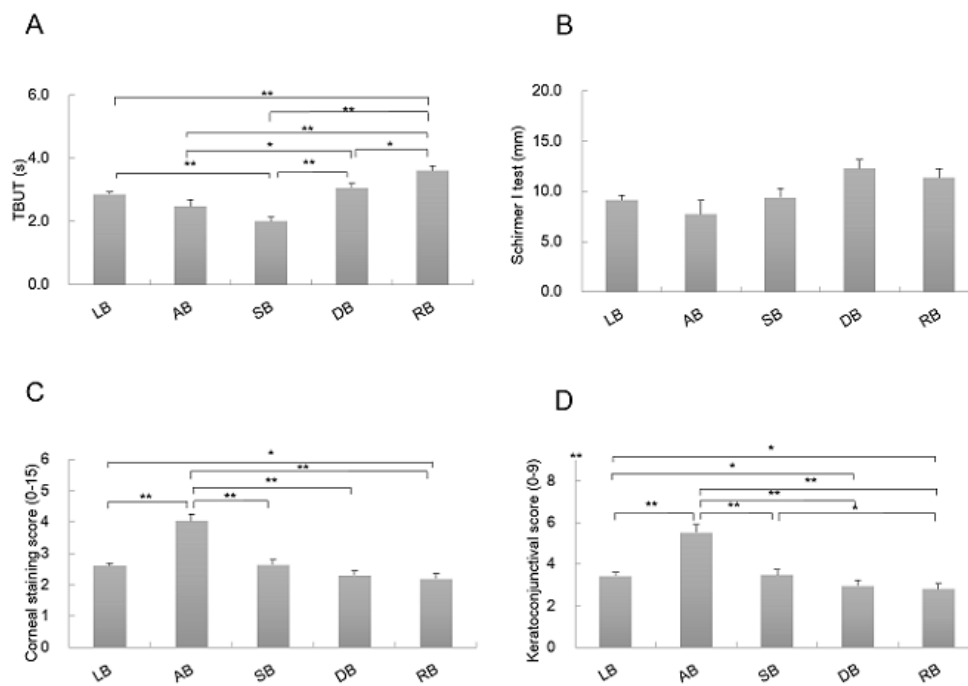 A
TBUT (s)
6.0
4.0
2.0
0.0
**
**
**
*
*
**
**
LB
AB
SB
DB
RB
B
Schirmer I test (mm)
20.0
15.0
10.0
5.0
0.0
LB
AB
SB
DB
RB
C
Corneal staining score (0-15)
6
5
4
3
2
1
0
*
**
**
**
**
LB
AB
SB
DB
RB
D
Keratoconjunctival score (0-9)
8
6
4
2
0
**
*
*
**
**
**
**
*
LB
AB
SB
DB
RB